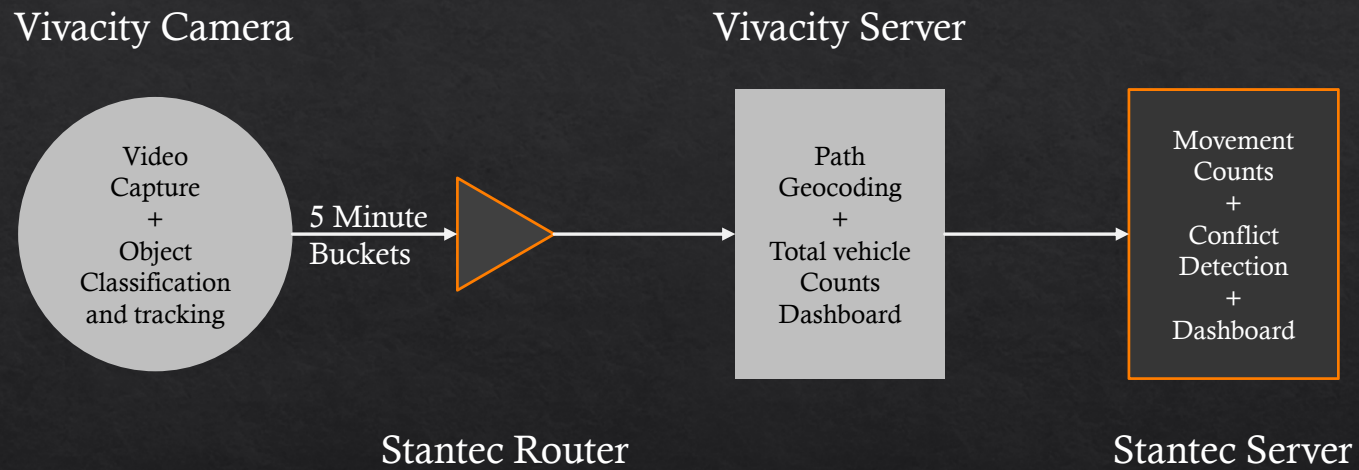 Vivacity Camera
Vivacity Server
Video
Capture
+
Object
Classification
and tracking
5 Minute
Buckets
Path
Geocoding
+
Total vehicle
Counts
Dashboard
Movement
Counts
+
Conflict
Detection
+
Dashboard
Stantec Router
Stantec Server